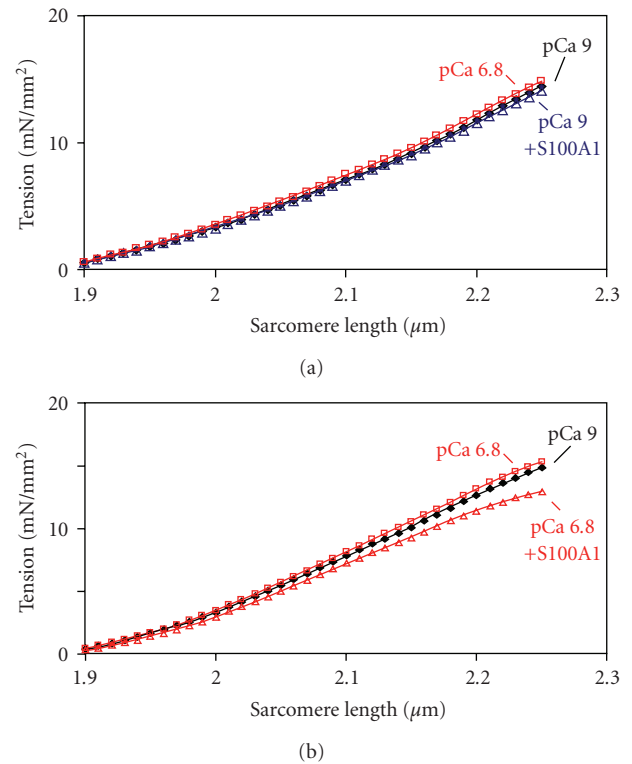 20
10
0
Tension (mN/mm²)
pCa 9
pCa 6.8
pCa 9
+S100A1
1.9
2
2.1
2.2
2.3
Sarcomere length (μm)
(a)
20
10
0
Tension (mN/mm²)
pCa 9
pCa 6.8
pCa 6.8
+S100A1
1.9
2
2.1
2.2
2.3
Sarcomere length (μm)
(b)